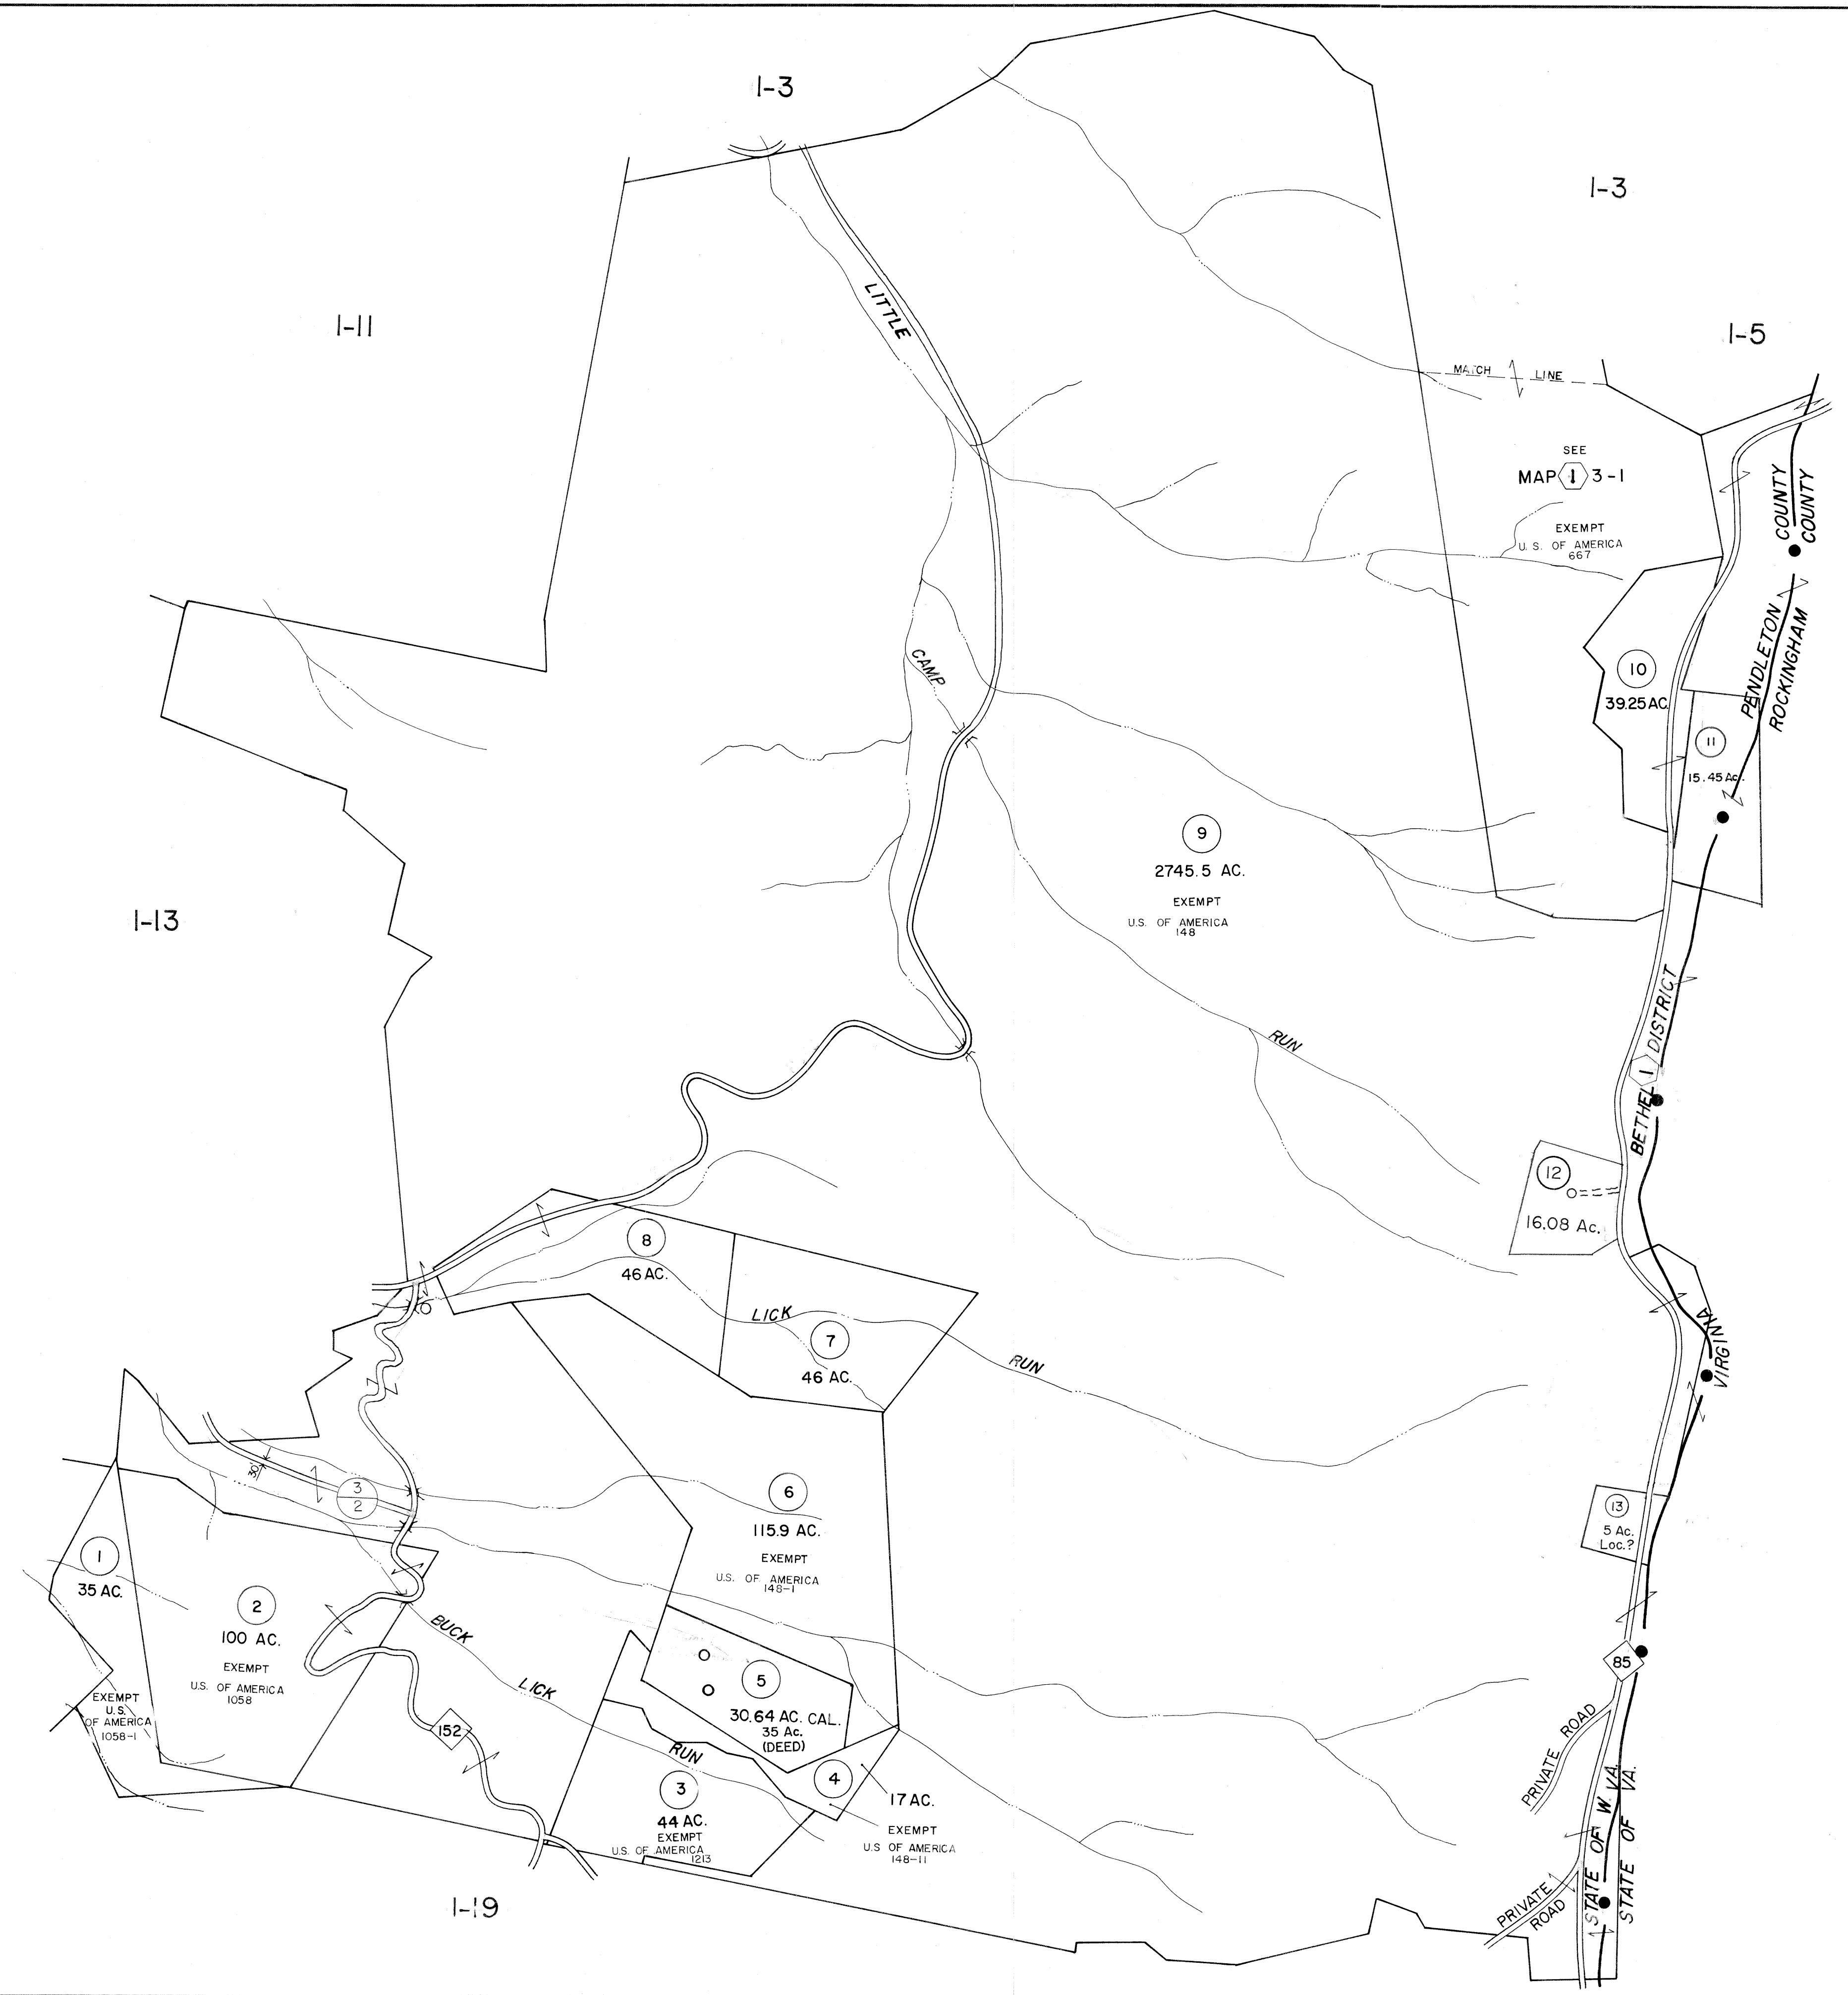 1-3
1-3
1-11
1-5
LITTLE
MATCH LINE
SEE
MAP 1 3-1
EXEMPT
U. S. OF AMERICA
667
COUNTY
COUNTY
PENDLETON
ROCKINGHAM
CAMP
10
39.25 AC.
11
15.45 Ac.
9
2745.5 AC.
EXEMPT
U.S. OF AMERICA
148
1-13
RUN
BETHEL 1 DISTRICT
12
16.08 Ac.
8
46 AC.
LICK
7
46 AC.
RUN
VIRGINIA
30'
3
2
6
115.9 AC.
EXEMPT
U.S. OF AMERICA
148-1
13
5 Ac.
Loc.?
1
35 AC.
2
100 AC.
EXEMPT
U.S. OF AMERICA
1058
EXEMPT
U.S.
OF AMERICA
1058-1
BUCK
LICK
RUN
5
30.64 AC. CAL.
35 Ac.
(DEED)
85
152
4
17 AC.
EXEMPT
U.S OF AMERICA
148-11
3
44 AC.
EXEMPT
U.S. OF AMERICA
1213
PRIVATE ROAD
STATE OF W. VA.
STATE OF VA.
PRIVATE
ROAD
1-19